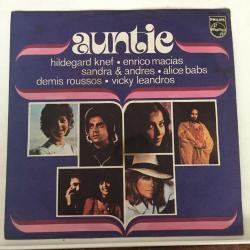 auntie
PHILIPS
hildegard knef • enrico macias
sandra & andres • alice babs
demis roussos • vicky leandros